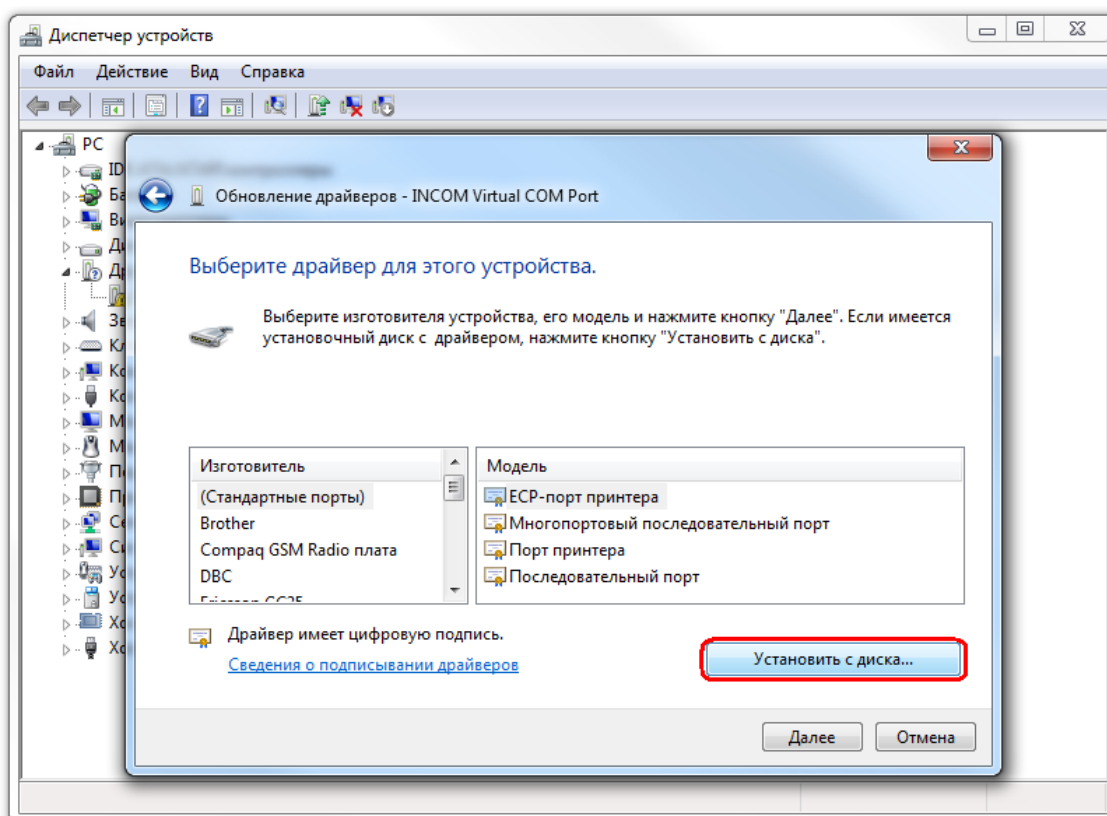 Диспетчер устройств
Файл Действие Вид Справка
PC
Обновление драйверов - INCOM Virtual COM Port
Выберите драйвер для этого устройства.
Выберите изготовителя устройства, его модель и нажмите кнопку "Далее". Если имеется
установочный диск с драйвером, нажмите кнопку "Установить с диска".
Изготовитель
(Стандартные порты)
Brother
Compaq GSM Radio плата
DBC
Модель
ECP-порт принтера
Многопортовый последовательный порт
Порт принтера
Последовательный порт
Драйвер имеет цифровую подпись.
Сведения о подписывании драйверов
Установить с диска...
Далее Отмена